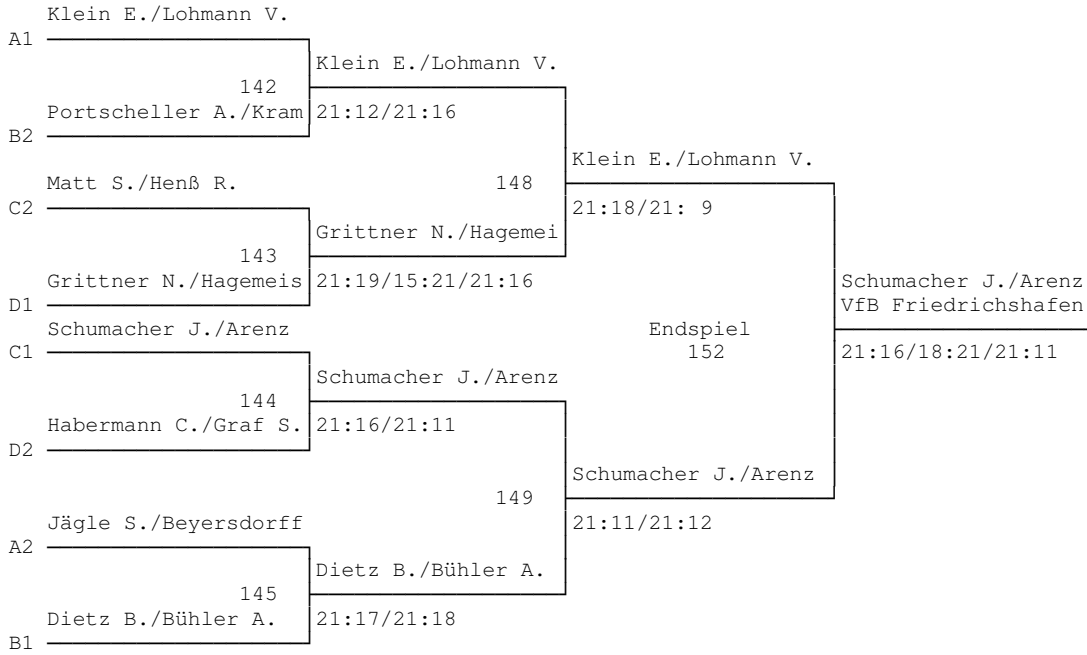 Klein E./Lohmann V.
A1
Klein E./Lohmann V.
142
Portscheller A./Kram 21:12/21:16
B2
Klein E./Lohmann V.
Matt S./Henß R. 148
C2 21:18/21: 9
Grittner N./Hagemei
143
Grittner N./Hagemeis 21:19/15:21/21:16 Schumacher J./Arenz
D1 VfB Friedrichshafen
Schumacher J./Arenz Endspiel
C1 152 21:16/18:21/21:11
Schumacher J./Arenz
144
Habermann C./Graf S. 21:16/21:11
D2
Schumacher J./Arenz
149
Jägle S./Beyersdorff 21:11/21:12
A2
Dietz B./Bühler A.
145
Dietz B./Bühler A. 21:17/21:18
B1